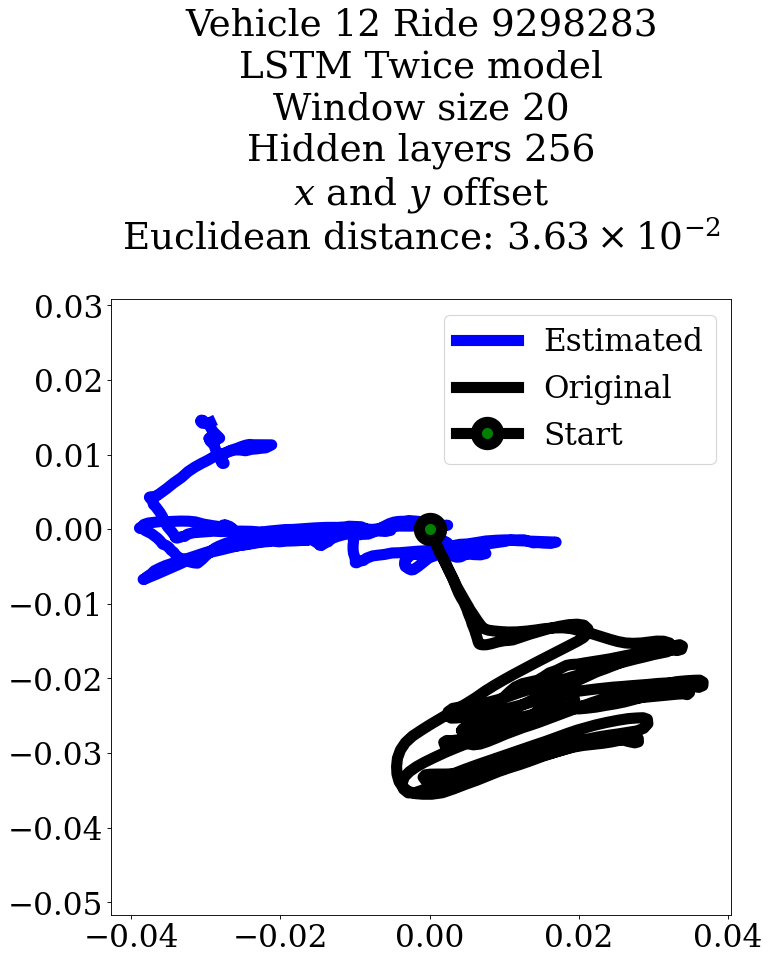 Vehicle 12 Ride 9298283
LSTM Twice model
Window size 20
Hidden layers 256
x and y offset
Euclidean distance: 3.63 × 10⁻²
Estimated
Original
Start
0.03
0.02
0.01
0.00
−0.01
−0.02
−0.03
−0.04
−0.05
−0.04 −0.02 0.00 0.02 0.04